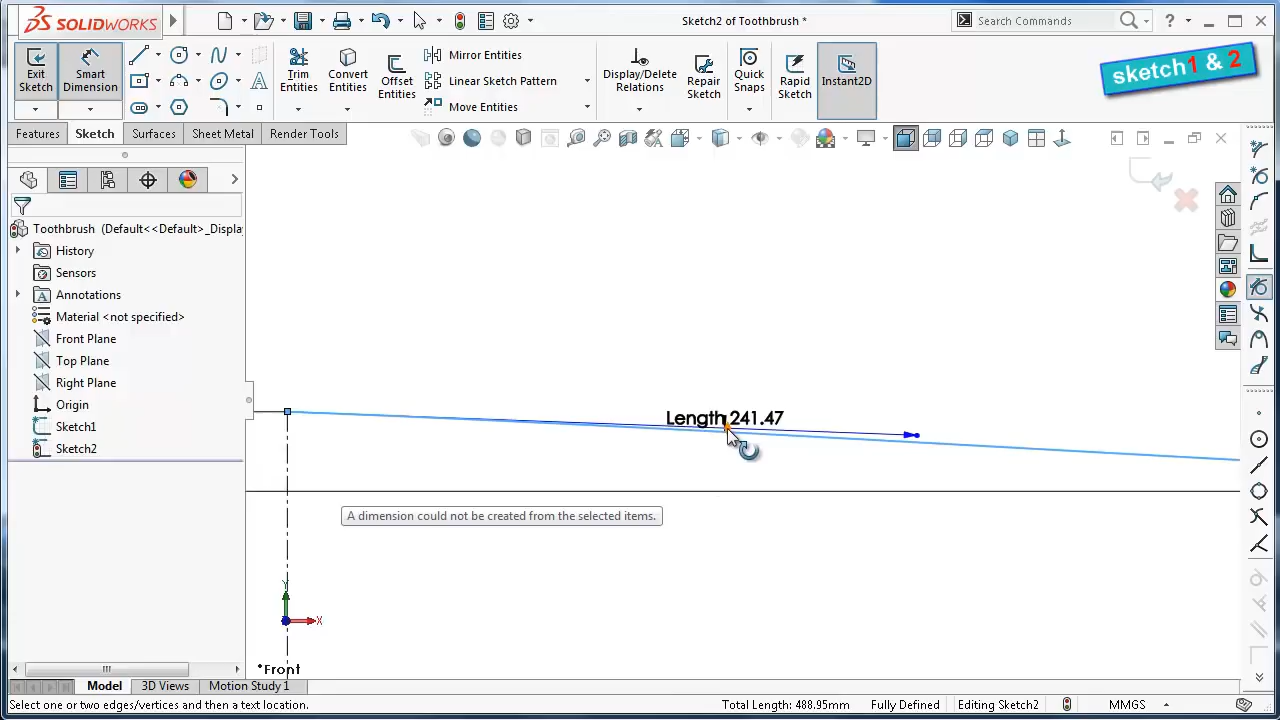 SOLIDWORKS
Sketch2 of Toothbrush *
Search Commands
?
Exit Sketch
Smart Dimension
Trim Entities
Convert Entities
Offset Entities
Mirror Entities
Linear Sketch Pattern
Move Entities
Display/Delete Relations
Repair Sketch
Quick Snaps
Rapid Sketch
Instant2D
sketch1 & 2
Features
Sketch
Surfaces
Sheet Metal
Render Tools
Toothbrush (Default<<Default>_Display
History
Sensors
Annotations
Material <not specified>
Front Plane
Top Plane
Right Plane
Origin
Sketch1
Sketch2
Length 241.47
A dimension could not be created from the selected items.
Y
X
*Front
Model
3D Views
Motion Study 1
Select one or two edges/vertices and then a text location.
Total Length: 488.95mm
Fully Defined
Editing Sketch2
MMGS